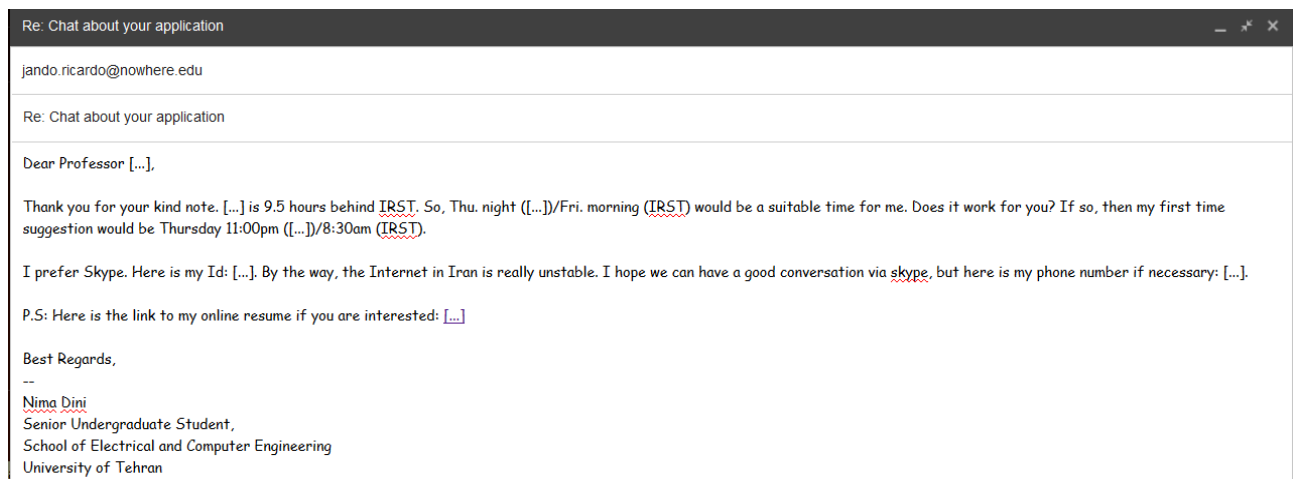 Re: Chat about your application
jando.ricardo@nowhere.edu
Re: Chat about your application
Dear Professor [...],
Thank you for your kind note. [...] is 9.5 hours behind IRST. So, Thu. night ([...])/Fri. morning (IRST) would be a suitable time for me. Does it work for you? If so, then my first time
suggestion would be Thursday 11:00pm ([...])/8:30am (IRST).
I prefer Skype. Here is my Id: [...]. By the way, the Internet in Iran is really unstable. I hope we can have a good conversation via skype, but here is my phone number if necessary: [...].
P.S: Here is the link to my online resume if you are interested: [...]
Best Regards,
--
Nima Dini
Senior Undergraduate Student,
School of Electrical and Computer Engineering
University of Tehran